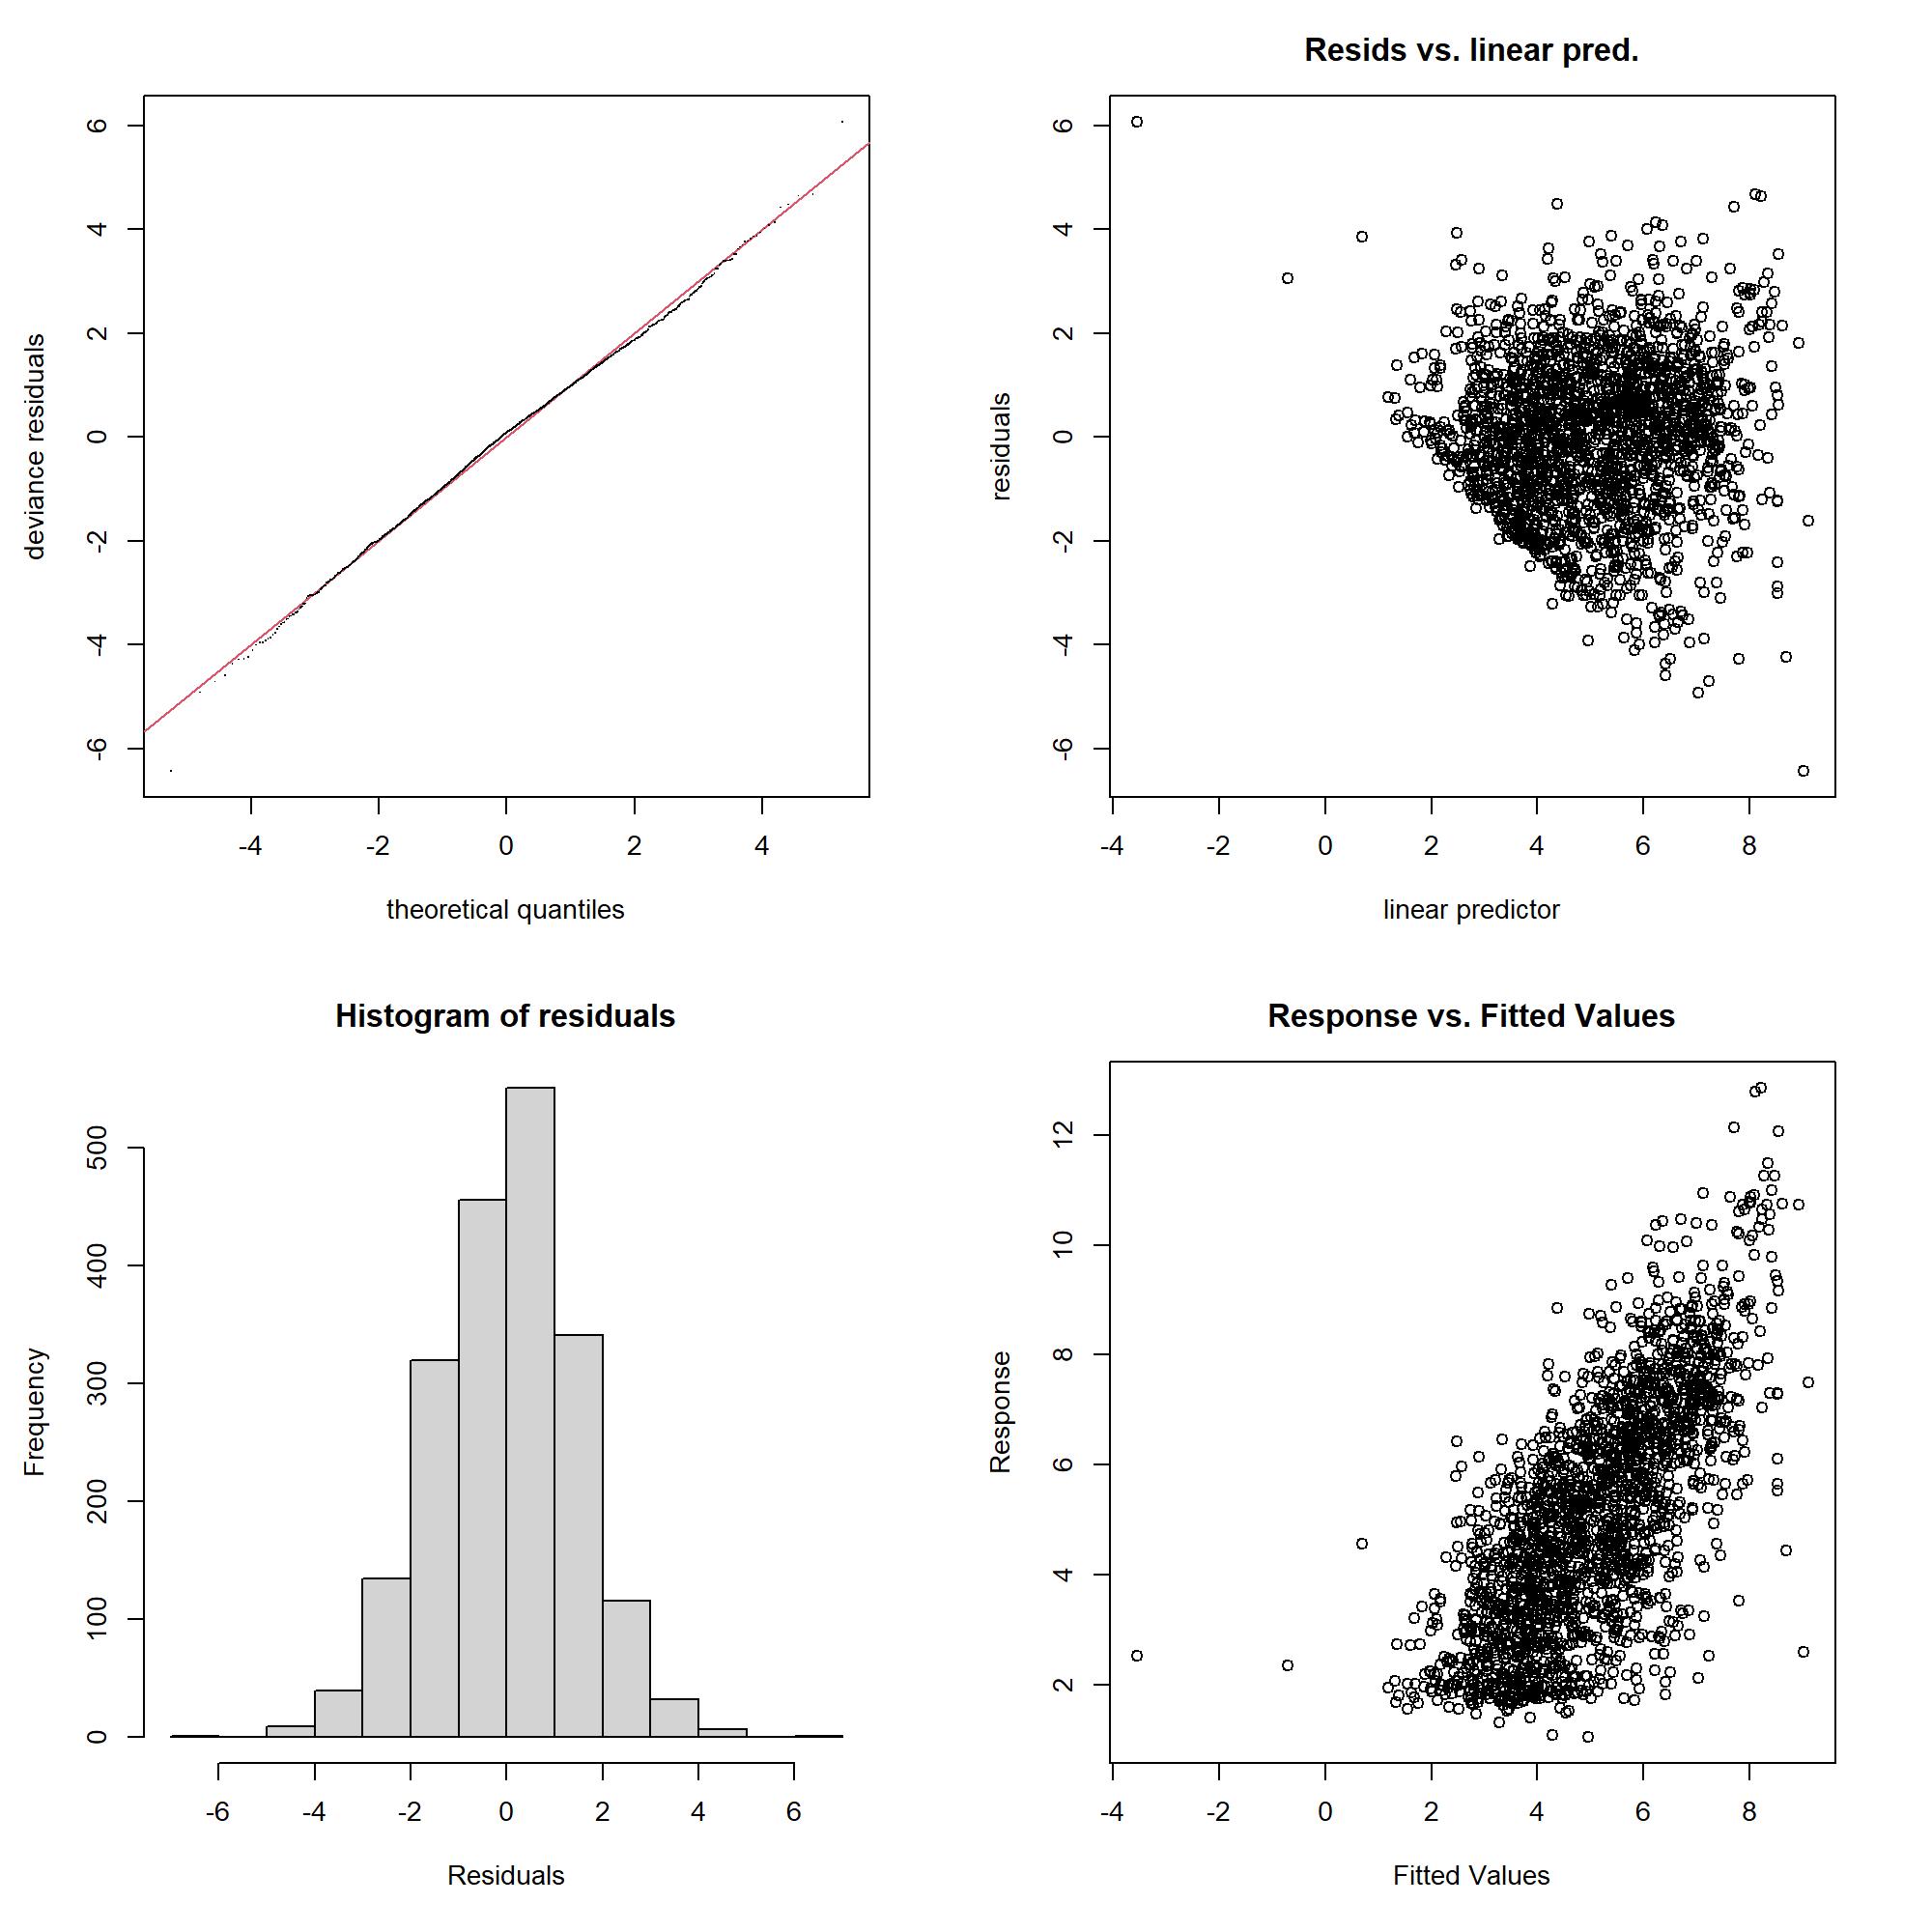 6
4
2
0
-2
-4
-6
deviance residuals
-4 -2 0 2 4
theoretical quantiles
Resids vs. linear pred.
6
4
2
0
-2
-4
-6
residuals
-4 -2 0 2 4 6 8
linear predictor
Histogram of residuals
500
400
300
200
100
0
Frequency
-6 -4 -2 0 2 4 6
Residuals
Response vs. Fitted Values
12
10
8
6
4
2
Response
-4 -2 0 2 4 6 8
Fitted Values